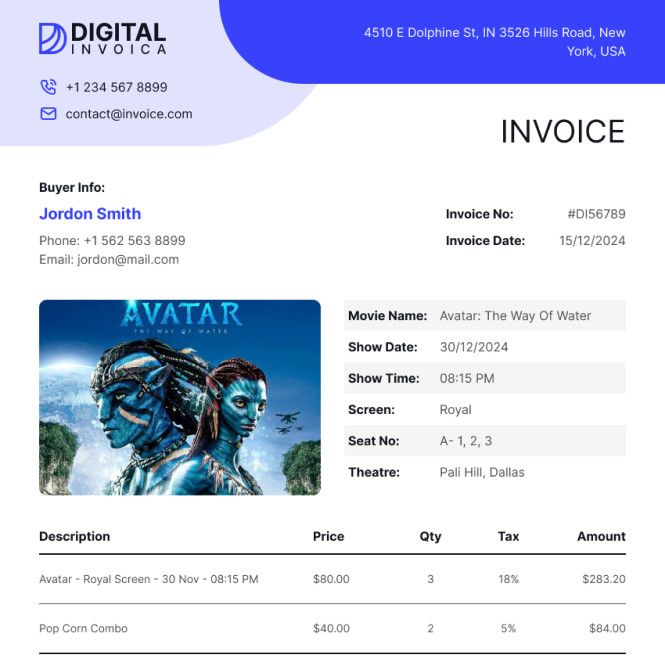 DIGITAL
INVOICA
4510 E Dolphine St, IN 3526 Hills Road, New
York, USA
+1 234 567 8899
contact@invoice.com
INVOICE
Buyer Info:
Jordon Smith
Phone: +1 562 563 8899
Email: jordon@mail.com
Invoice No: #DI56789
Invoice Date: 15/12/2024
AVATAR
THE WAY OF WATER
Movie Name: Avatar: The Way Of Water
Show Date: 30/12/2024
Show Time: 08:15 PM
Screen: Royal
Seat No: A- 1, 2, 3
Theatre: Pali Hill, Dallas
Description Price Qty Tax Amount
Avatar - Royal Screen - 30 Nov - 08:15 PM $80.00 3 18% $283.20
Pop Corn Combo $40.00 2 5% $84.00